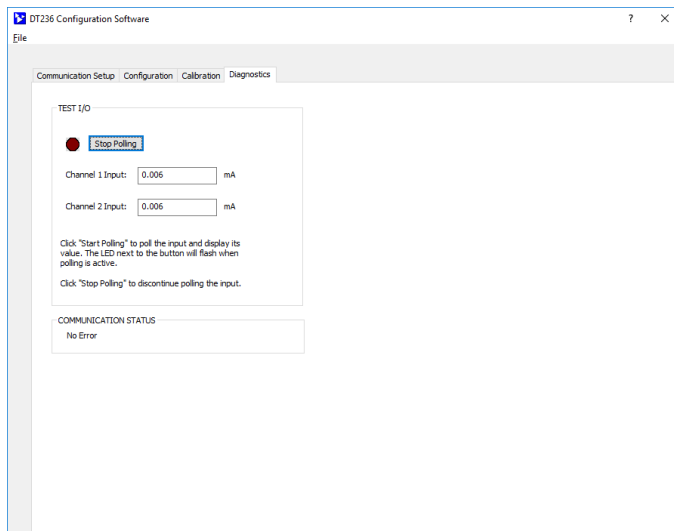 DT236 Configuration Software
?
File
Communication Setup
Configuration
Calibration
Diagnostics
TEST I/O
Stop Polling
Channel 1 Input: 0.006 mA
Channel 2 Input: 0.006 mA
Click "Start Polling" to poll the input and display its
value. The LED next to the button will flash when
polling is active.
Click "Stop Polling" to discontinue polling the input.
COMMUNICATION STATUS
No Error